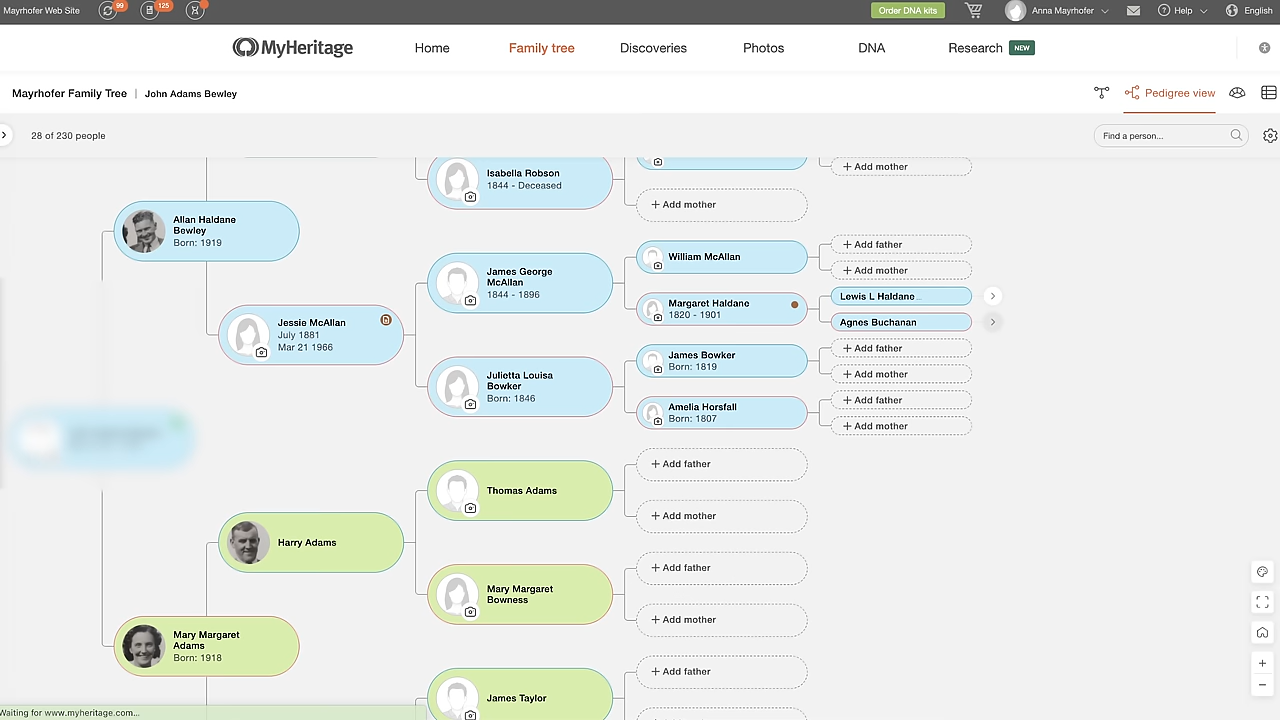 Mayrhofer Web Site
99
125
Order DNA kits
Anna Mayrhofer
Help
English
MyHeritage
Home
Family tree
Discoveries
Photos
DNA
Research
NEW
Mayrhofer Family Tree | John Adams Bewley
Pedigree view
28 of 230 people
Find a person...
Isabella Robson
1844 - Deceased
+ Add mother
+ Add mother
Allan Haldane
Bewley
Born: 1919
James George
McAllan
1844 - 1896
William McAllan
+ Add father
+ Add mother
Margaret Haldane
1820 - 1901
Lewis L Haldane ..
Agnes Buchanan
Jessie McAllan
July 1881
Mar 21 1966
Julietta Louisa
Bowker
Born: 1846
James Bowker
Born: 1819
+ Add father
+ Add mother
Amelia Horsfall
Born: 1807
+ Add father
+ Add mother
Thomas Adams
+ Add father
+ Add mother
Harry Adams
Mary Margaret
Bowness
+ Add father
+ Add mother
Mary Margaret
Adams
Born: 1918
James Taylor
+ Add father
Waiting for www.myheritage.com...